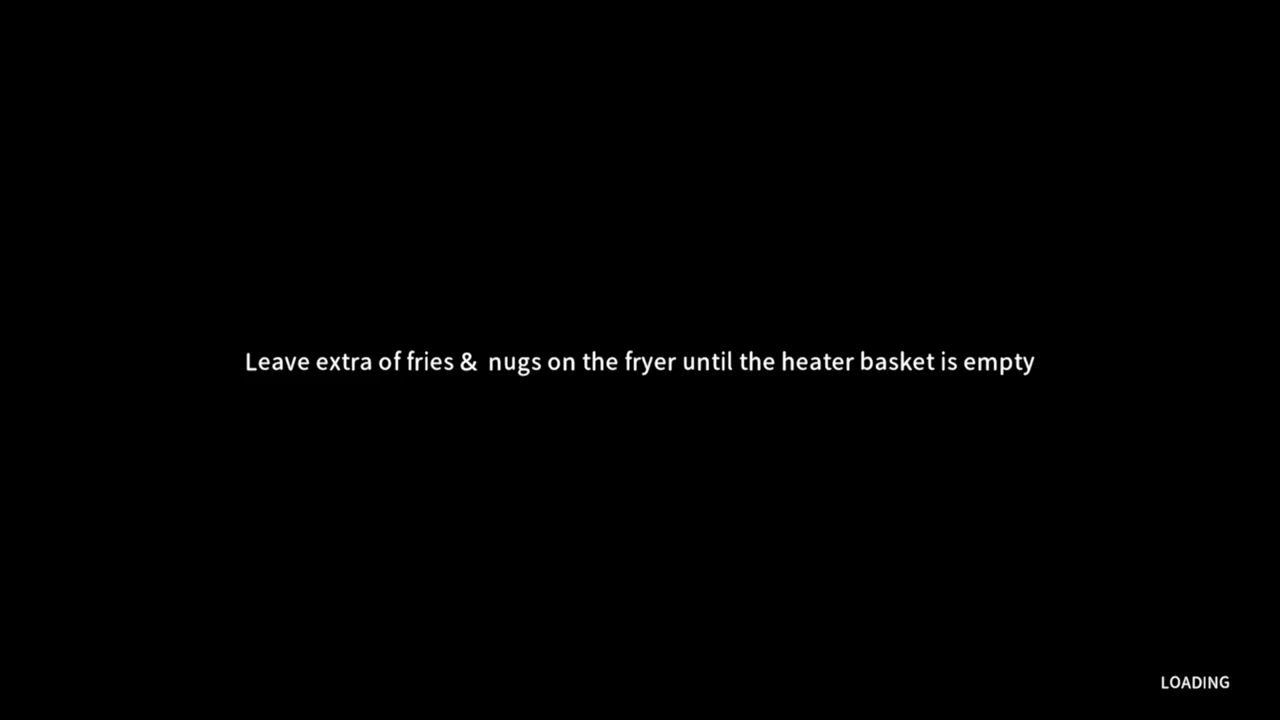 Leave extra of fries &  nugs on the fryer until the heater basket is empty
LOADING